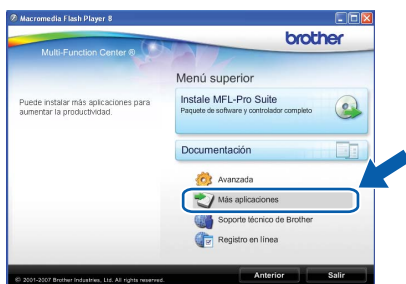 Macromedia Flash Player 8
brother
Multi-Function Center ®
Menú superior
Puede instalar más aplicaciones para
aumentar la productividad.
Instale MFL-Pro Suite
Paquete de software y controlador completo
Documentación
Avanzada
Más aplicaciones
Soporte técnico de Brother
Registro en línea
© 2001-2007 Brother Industries, Ltd. All rights reserved.
Anterior
Salir